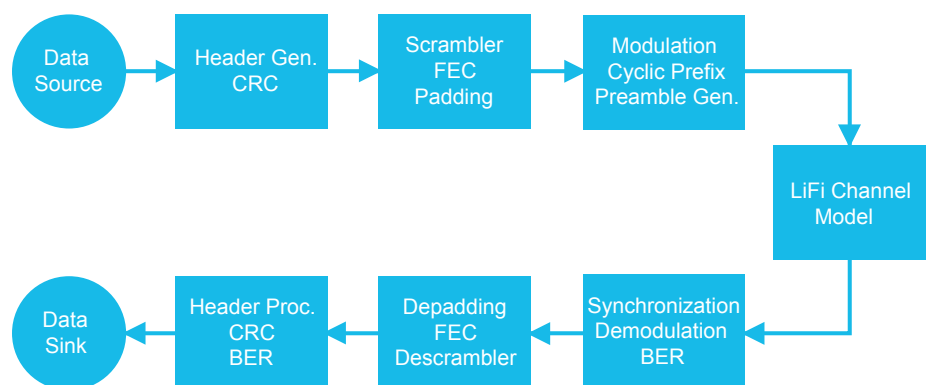 Data
Source
Header Gen.
CRC
Scrambler
FEC
Padding
Modulation
Cyclic Prefix
Preamble Gen.
LiFi Channel
Model
Synchronization
Demodulation
BER
Depadding
FEC
Descrambler
Header Proc.
CRC
BER
Data
Sink